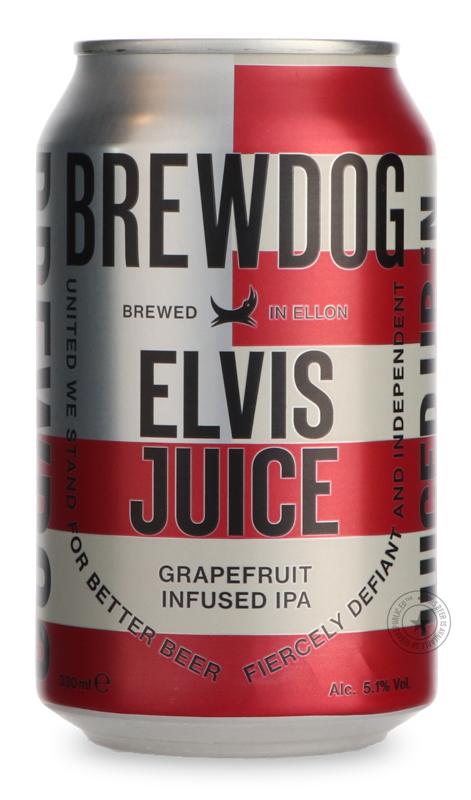 BREWDOG
BREWED IN ELLON
ELVIS
JUICE
GRAPEFRUIT
INFUSED IPA
UNITED WE STAND FOR BETTER BEER
FIERCELY DEFIANT AND INDEPENDENT
330ml e
Alc. 5.1% Vol.
BREWDOG